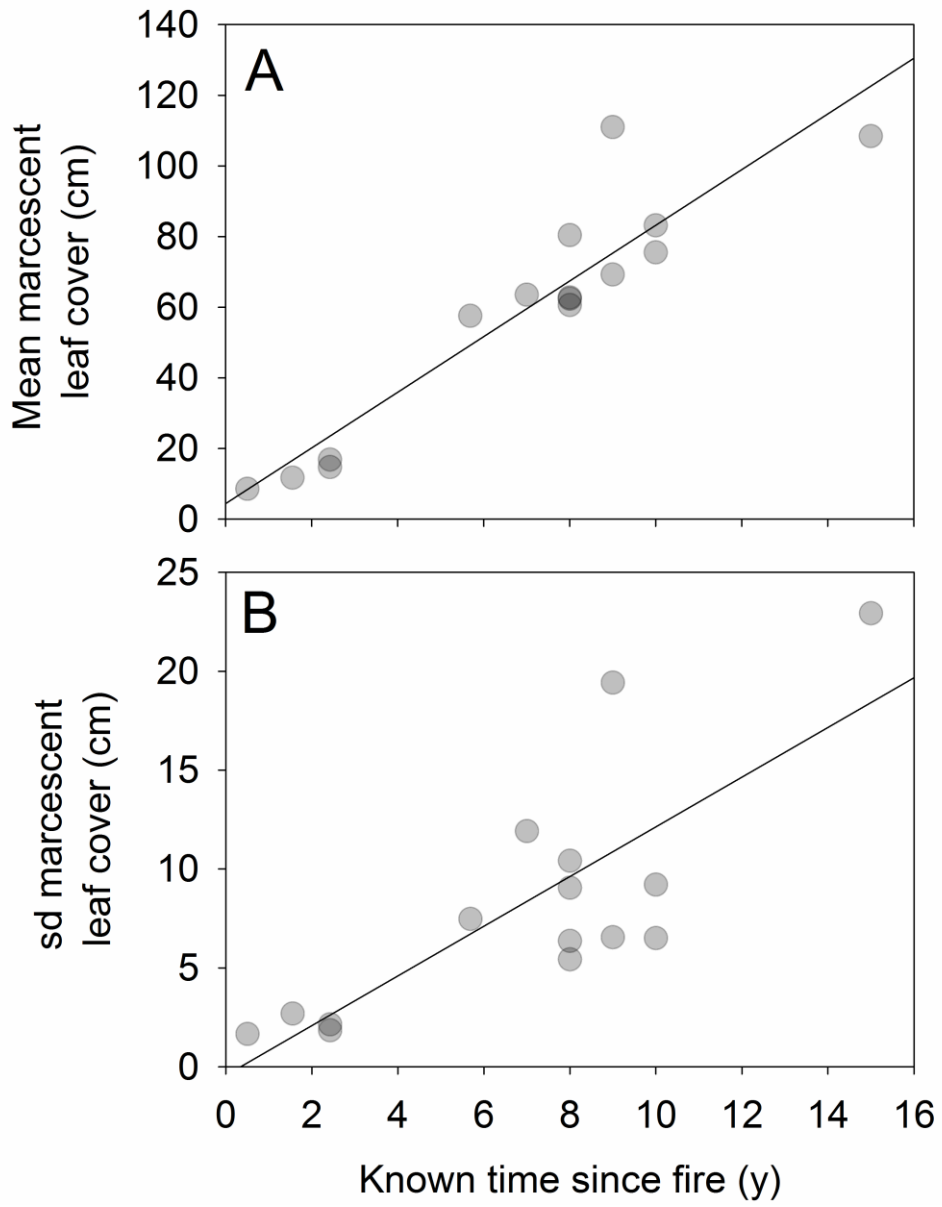 A
Mean marcescent
leaf cover (cm)
140
120
100
80
60
40
20
0
B
sd marcescent
leaf cover (cm)
25
20
15
10
5
0
0 2 4 6 8 10 12 14 16
Known time since fire (y)